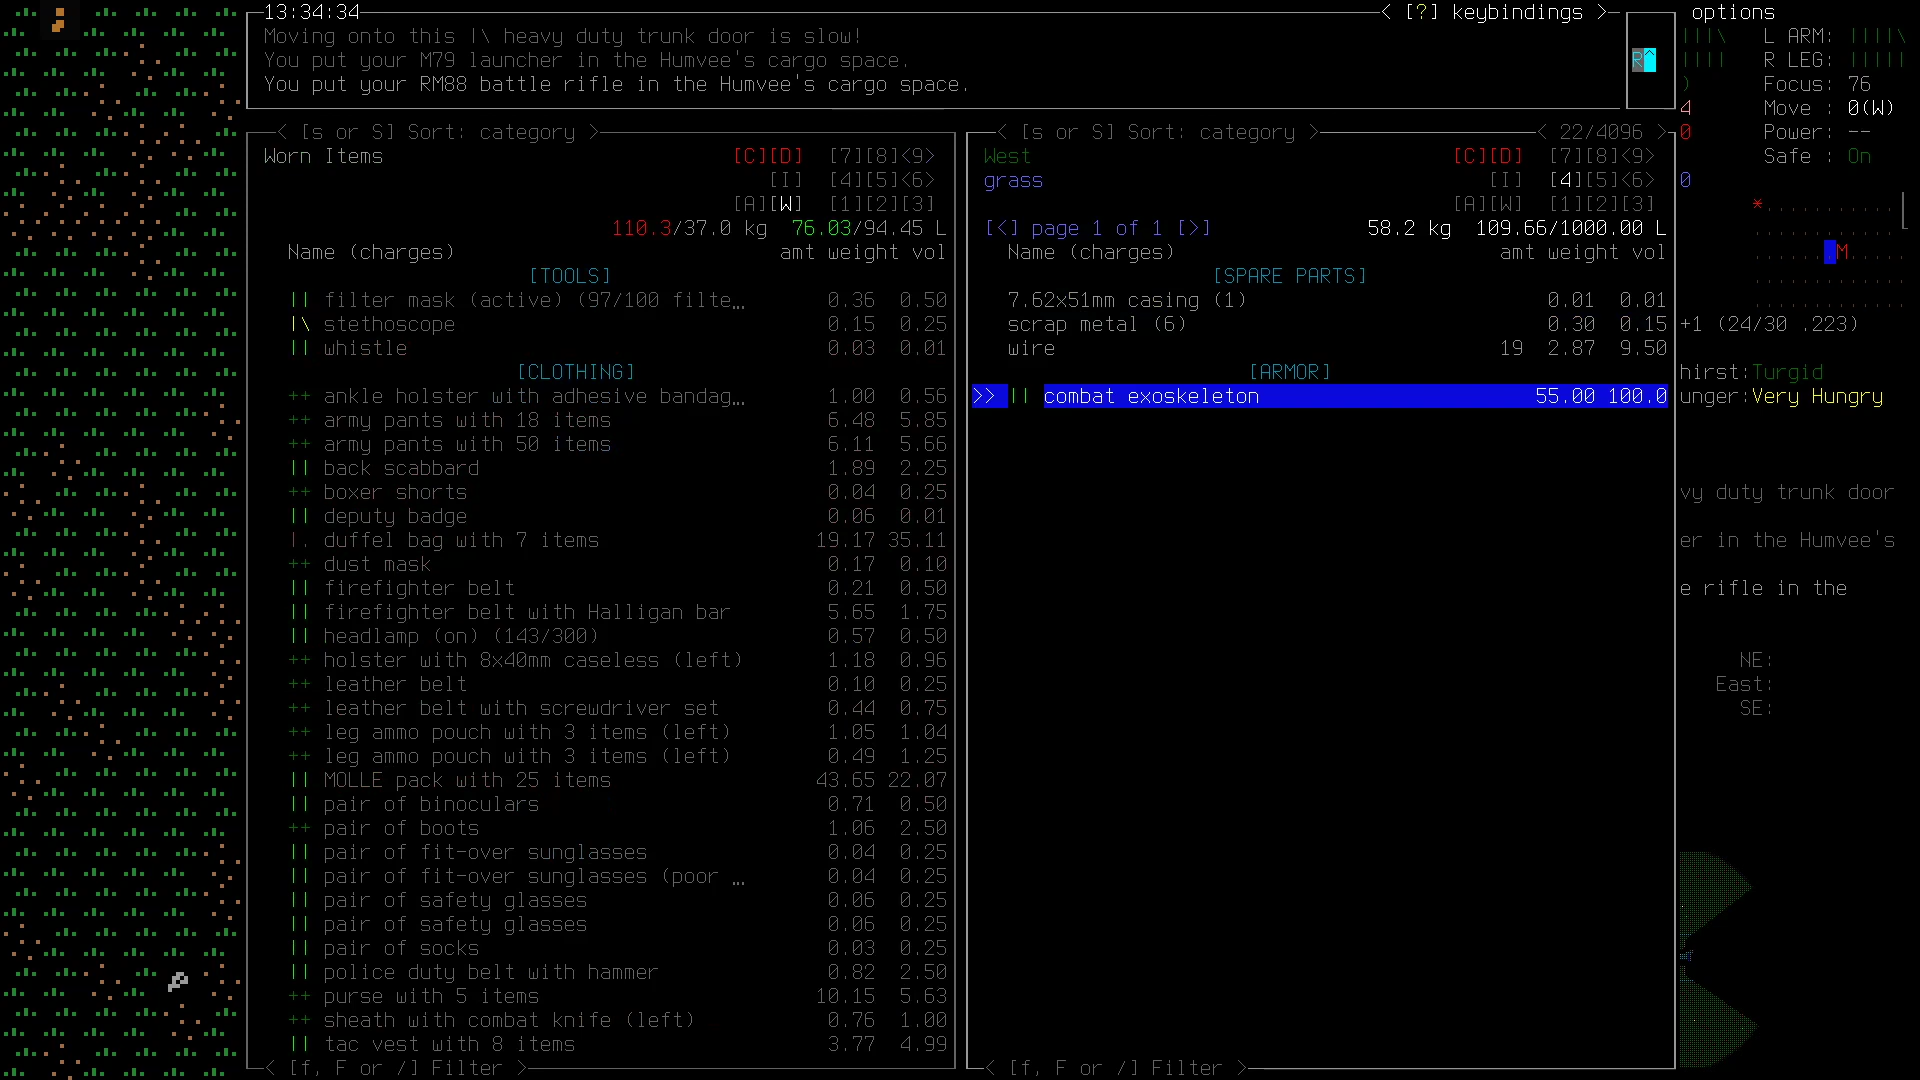 13:34:34 < [?] keybindings > options
Moving onto this |\ heavy duty trunk door is slow!
You put your M79 launcher in the Humvee's cargo space.
You put your RM88 battle rifle in the Humvee's cargo space.
R^
L ARM: ||||\
R LEG: |||||
Focus: 76
Move : 0(W)
Power: --
Safe : On
< [s or S] Sort: category >
Worn Items [C][D] [7][8]<9>
[I] [4][5]<6>
[A][W] [1][2][3]
110.3/37.0 kg 76.03/94.45 L
Name (charges) amt weight vol
[TOOLS]
|| filter mask (active) (97/100 filte… 0.36 0.50
|\ stethoscope 0.15 0.25
|| whistle 0.03 0.01
[CLOTHING]
++ ankle holster with adhesive bandag… 1.00 0.56
++ army pants with 18 items 6.48 5.85
++ army pants with 50 items 6.11 5.66
|| back scabbard 1.89 2.25
++ boxer shorts 0.04 0.25
|| deputy badge 0.06 0.01
|. duffel bag with 7 items 19.17 35.11
++ dust mask 0.17 0.10
|| firefighter belt 0.21 0.50
|| firefighter belt with Halligan bar 5.65 1.75
|| headlamp (on) (143/300) 0.57 0.50
++ holster with 8x40mm caseless (left) 1.18 0.96
++ leather belt 0.10 0.25
++ leather belt with screwdriver set 0.44 0.75
++ leg ammo pouch with 3 items (left) 1.05 1.04
++ leg ammo pouch with 3 items (left) 0.49 1.25
|| MOLLE pack with 25 items 43.65 22.07
|| pair of binoculars 0.71 0.50
++ pair of boots 1.06 2.50
|| pair of fit-over sunglasses 0.04 0.25
|| pair of fit-over sunglasses (poor … 0.04 0.25
|| pair of safety glasses 0.06 0.25
|| pair of safety glasses 0.06 0.25
|| pair of socks 0.03 0.25
|| police duty belt with hammer 0.82 2.50
++ purse with 5 items 10.15 5.63
++ sheath with combat knife (left) 0.76 1.00
|| tac vest with 8 items 3.77 4.99
< [f, F or /] Filter >
< [s or S] Sort: category > < 22/4096 >
West [C][D] [7][8]<9>
grass [I] [4][5]<6>
[A][W] [1][2][3]
[<] page 1 of 1 [>] 58.2 kg 109.66/1000.00 L
Name (charges) amt weight vol
[SPARE PARTS]
7.62x51mm casing (1) 0.01 0.01
scrap metal (6) 0.30 0.15
wire 19 2.87 9.50
[ARMOR]
>> || combat exoskeleton 55.00 100.0
< [f, F or /] Filter >
|||\
||||
)
4
0
0
*
M
+1 (24/30 .223)
hirst:Turgid
unger:Very Hungry
vy duty trunk door
er in the Humvee's
e rifle in the
NE:
East:
SE: